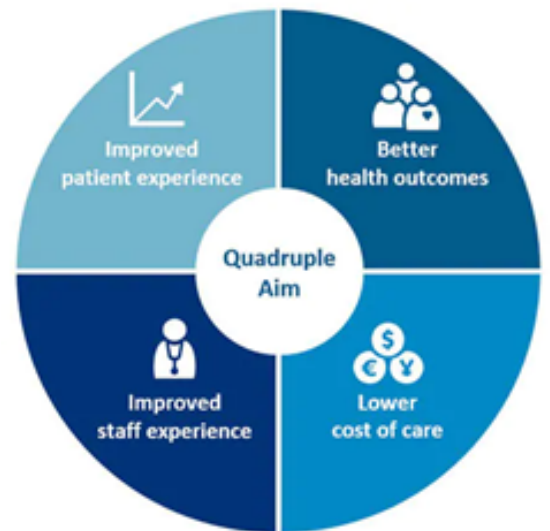 Improved
patient experience
Better
health outcomes
Quadruple
Aim
Improved
staff experience
$
€ ¥
Lower
cost of care